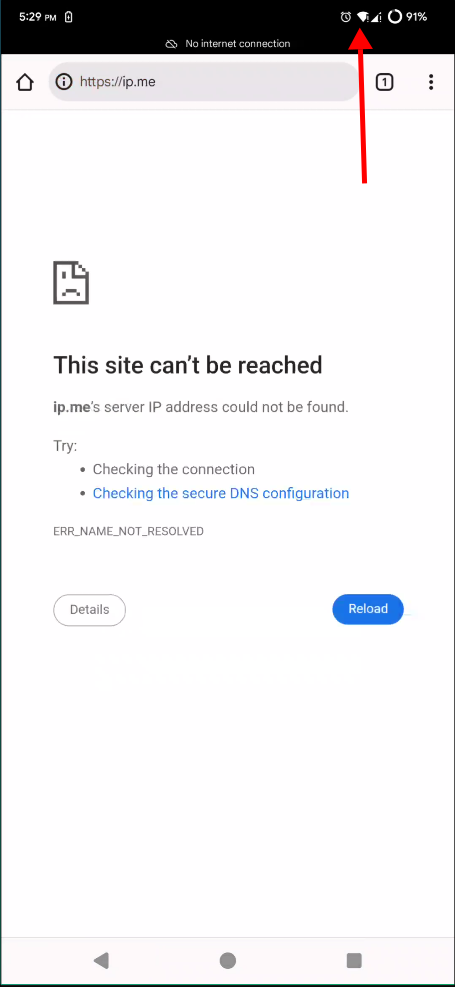 5:29 PM 91%
No internet connection
https://ip.me 1
This site can't be reached
ip.me's server IP address could not be found.
Try:
• Checking the connection
• Checking the secure DNS configuration
ERR_NAME_NOT_RESOLVED
Details Reload